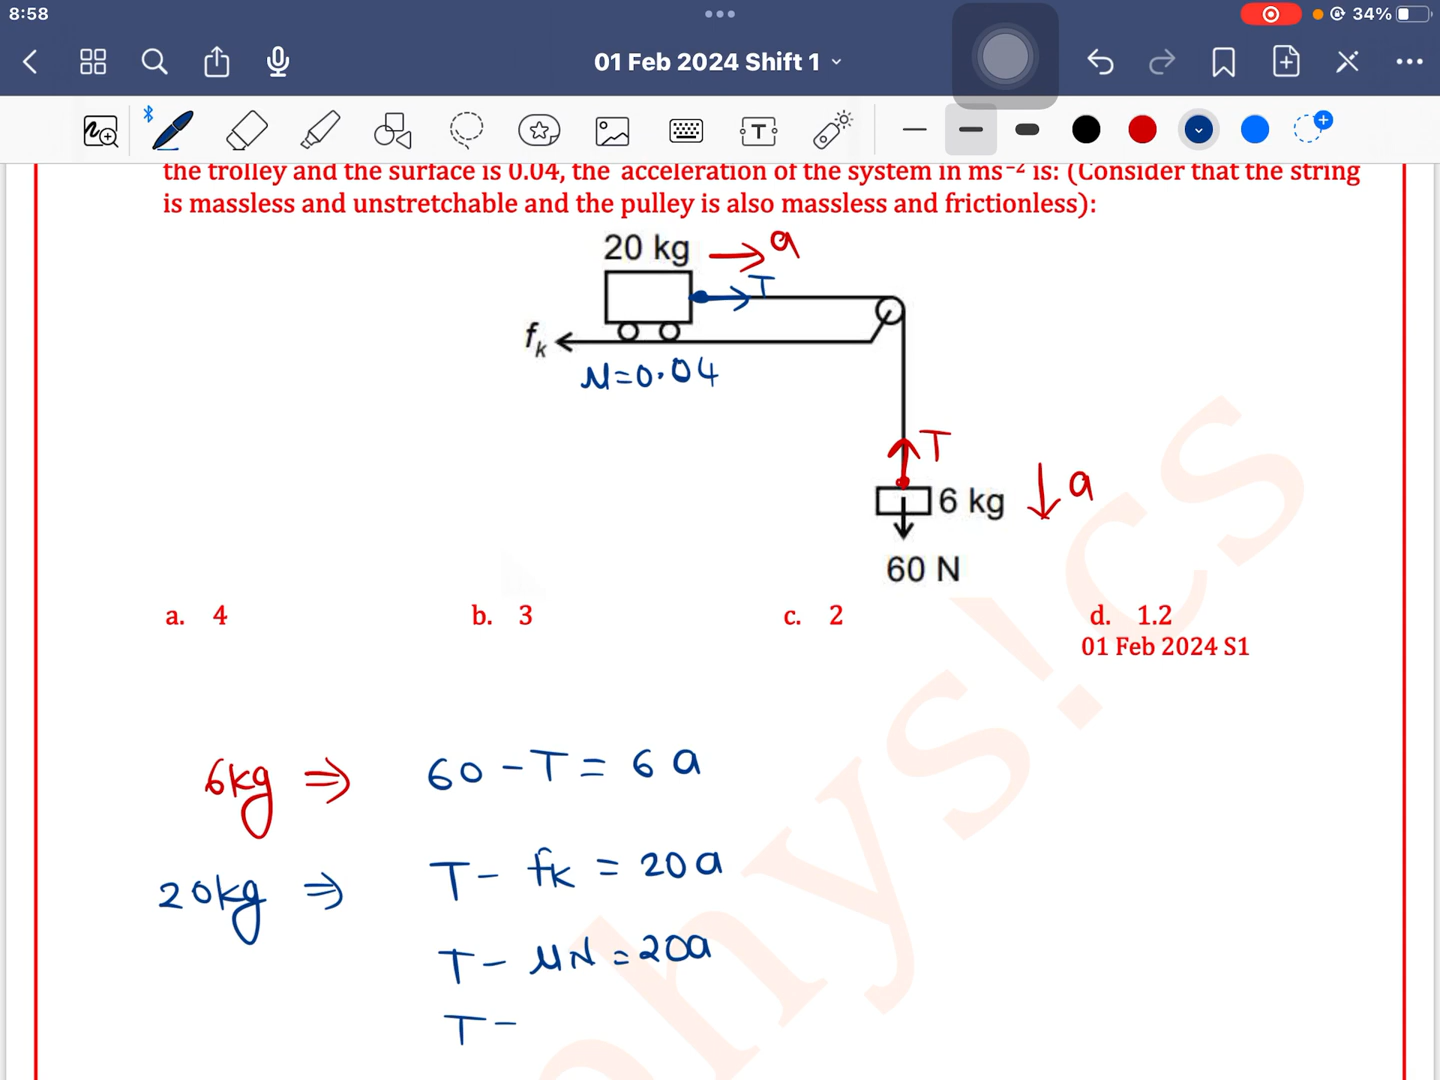 8:58
34%
01 Feb 2024 Shift 1
T
the trolley and the surface is 0.04, the acceleration of the system in ms⁻² is: (Consider that the string
is massless and unstretchable and the pulley is also massless and frictionless):
20 kg → a
T
fₖ
μ=0.04
T
6 kg ↓ a
60 N
a. 4 b. 3 c. 2 d. 1.2
01 Feb 2024 S1
6kg ⇒ 60 - T = 6a
20kg ⇒ T - fK = 20a
T - μN = 20a
T -
hys!cs